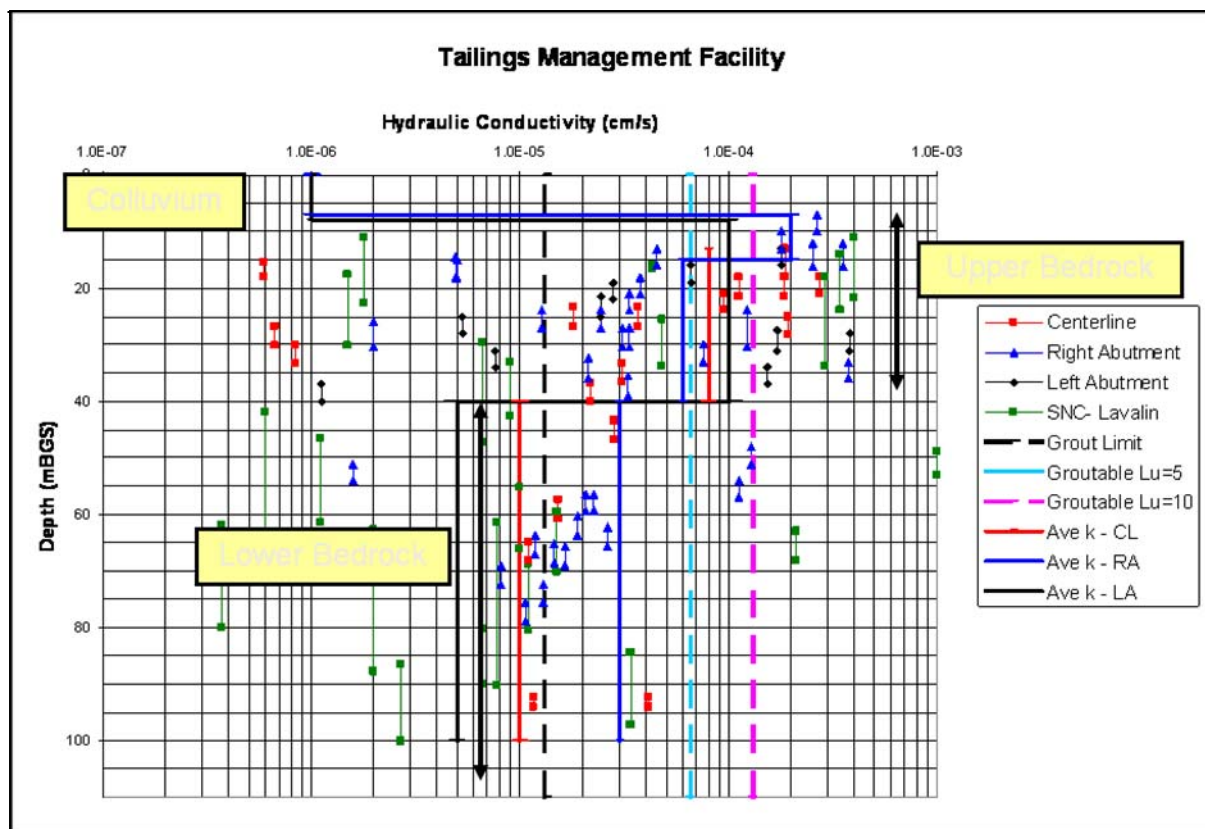 Tailings Management Facility
Hydraulic Conductivity (cm/s)
1.0E-07 1.0E-06 1.0E-05 1.0E-04 1.0E-03
Colluvium
Upper Bedrock
20
40
60
80
100
Depth (mBGS)
Lower Bedrock
Centerline
Right Abutment
Left Abutment
SNC- Lavalin
Grout Limit
Groutable Lu=5
Groutable Lu=10
Ave k - CL
Ave k - RA
Ave k - LA